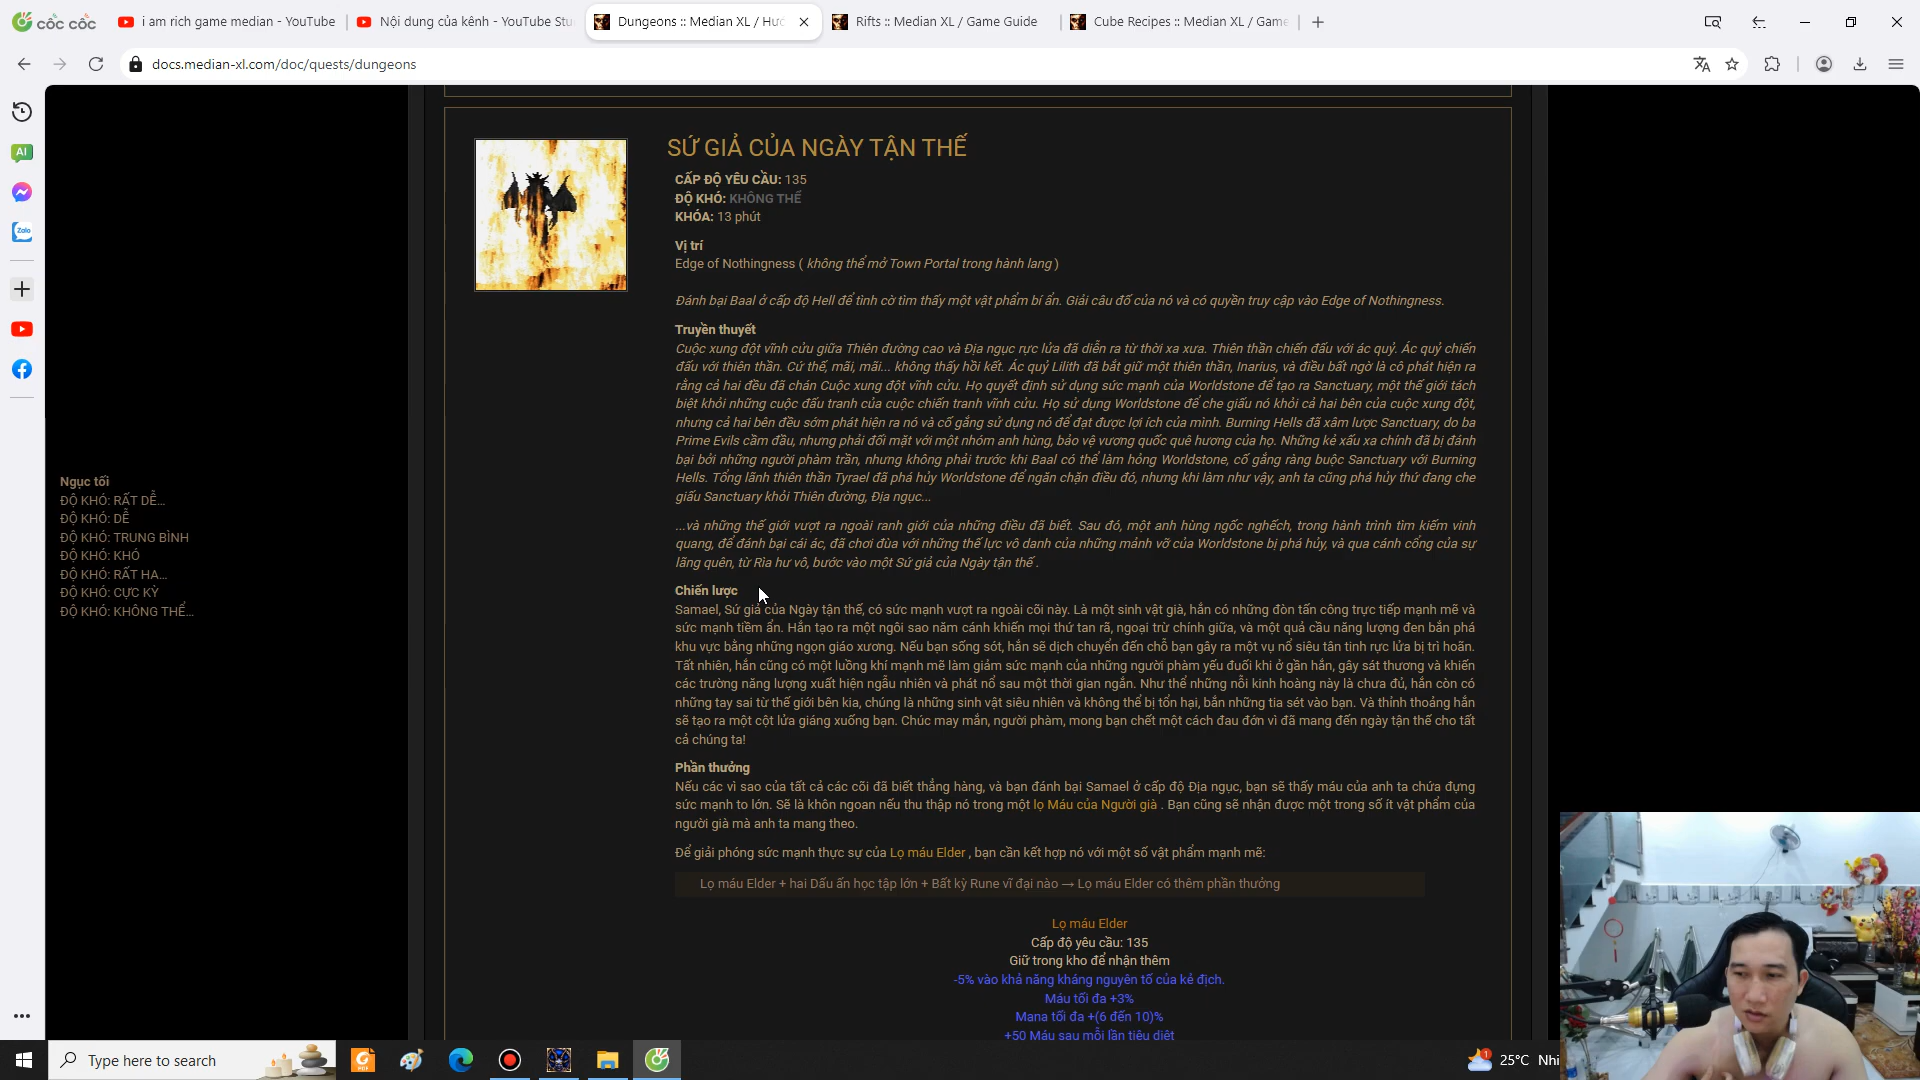 cốc cốc
i am rich game median - YouTube
Nội dung của kênh - YouTube Stu
Dungeons :: Median XL / Hướ
Rifts :: Median XL / Game Guide
Cube Recipes :: Median XL / Game
docs.median-xl.com/doc/quests/dungeons
AI
Zalo
Ngục tối
ĐỘ KHÓ: RẤT DỄ...
ĐỘ KHÓ: DỄ
ĐỘ KHÓ: TRUNG BÌNH
ĐỘ KHÓ: KHÓ
ĐỘ KHÓ: RẤT HA...
ĐỘ KHÓ: CỰC KỲ
ĐỘ KHÓ: KHÔNG THỂ...
SỨ GIẢ CỦA NGÀY TẬN THẾ
CẤP ĐỘ YÊU CẦU: 135
ĐỘ KHÓ: KHÔNG THỂ
KHÓA: 13 phút
Vị trí
Edge of Nothingness ( không thể mở Town Portal trong hành lang )
Đánh bại Baal ở cấp độ Hell để tình cờ tìm thấy một vật phẩm bí ẩn. Giải câu đố của nó và có quyền truy cập vào Edge of Nothingness.
Truyền thuyết
Cuộc xung đột vĩnh cửu giữa Thiên đường cao và Địa ngục rực lửa đã diễn ra từ thời xa xưa. Thiên thần chiến đấu với ác quỷ. Ác quỷ chiến
đấu với thiên thần. Cứ thế, mãi, mãi... không thấy hồi kết. Ác quỷ Lilith đã bắt giữ một thiên thần, Inarius, và điều bất ngờ là cô phát hiện ra
rằng cả hai đều đã chán Cuộc xung đột vĩnh cửu. Họ quyết định sử dụng sức mạnh của Worldstone để tạo ra Sanctuary, một thế giới tách
biệt khỏi những cuộc đấu tranh của cuộc chiến tranh vĩnh cửu. Họ sử dụng Worldstone để che giấu nó khỏi cả hai bên của cuộc xung đột,
nhưng cả hai bên đều sớm phát hiện ra nó và cố gắng sử dụng nó để đạt được lợi ích của mình. Burning Hells đã xâm lược Sanctuary, do ba
Prime Evils cầm đầu, nhưng phải đối mặt với một nhóm anh hùng, bảo vệ vương quốc quê hương của họ. Những kẻ xấu xa chính đã bị đánh
bại bởi những người phàm trần, nhưng không phải trước khi Baal có thể làm hỏng Worldstone, cố gắng ràng buộc Sanctuary với Burning
Hells. Tổng lãnh thiên thần Tyrael đã phá hủy Worldstone để ngăn chặn điều đó, nhưng khi làm như vậy, anh ta cũng phá hủy thứ đang che
giấu Sanctuary khỏi Thiên đường, Địa ngục...
...và những thế giới vượt ra ngoài ranh giới của những điều đã biết. Sau đó, một anh hùng ngốc nghếch, trong hành trình tìm kiếm vinh
quang, để đánh bại cái ác, đã chơi đùa với những thế lực vô danh của những mảnh vỡ của Worldstone bị phá hủy, và qua cánh cổng của sự
lãng quên, từ Rìa hư vô, bước vào một Sứ giả của Ngày tận thế .
Chiến lược
Samael, Sứ giả của Ngày tận thế, có sức mạnh vượt ra ngoài cõi này. Là một sinh vật già, hắn có những đòn tấn công trực tiếp mạnh mẽ và
sức mạnh tiềm ẩn. Hắn tạo ra một ngôi sao năm cánh khiến mọi thứ tan rã, ngoại trừ chính giữa, và một quả cầu năng lượng đen bắn phá
khu vực bằng những ngọn giáo xương. Nếu bạn sống sót, hắn sẽ dịch chuyển đến chỗ bạn gây ra một vụ nổ siêu tân tinh rực lửa bị trì hoãn.
Tất nhiên, hắn cũng có một luồng khí mạnh mẽ làm giảm sức mạnh của những người phàm yếu đuối khi ở gần hắn, gây sát thương và khiến
các trường năng lượng xuất hiện ngẫu nhiên và phát nổ sau một thời gian ngắn. Như thể những nỗi kinh hoàng này là chưa đủ, hắn còn có
những tay sai từ thế giới bên kia, chúng là những sinh vật siêu nhiên và không thể bị tổn hại, bắn những tia sét vào bạn. Và thỉnh thoảng hắn
sẽ tạo ra một cột lửa giáng xuống bạn. Chúc may mắn, người phàm, mong bạn chết một cách đau đớn vì đã mang đến ngày tận thế cho tất
cả chúng ta!
Phần thưởng
Nếu các vì sao của tất cả các cõi đã biết thẳng hàng, và bạn đánh bại Samael ở cấp độ Địa ngục, bạn sẽ thấy máu của anh ta chứa đựng
sức mạnh to lớn. Sẽ là khôn ngoan nếu thu thập nó trong một lọ Máu của Người già . Bạn cũng sẽ nhận được một trong số ít vật phẩm của
người già mà anh ta mang theo.
Để giải phóng sức mạnh thực sự của Lọ máu Elder , bạn cần kết hợp nó với một số vật phẩm mạnh mẽ:
Lọ máu Elder + hai Dấu ấn học tập lớn + Bất kỳ Rune vĩ đại nào → Lọ máu Elder có thêm phần thưởng
Lọ máu Elder
Cấp độ yêu cầu: 135
Giữ trong kho để nhận thêm
-5% vào khả năng kháng nguyên tố của kẻ địch.
Máu tối đa +3%
Mana tối đa +(6 đến 10)%
+50 Máu sau mỗi lần tiêu diệt
Type here to search
PDF
1
25°C Nhi